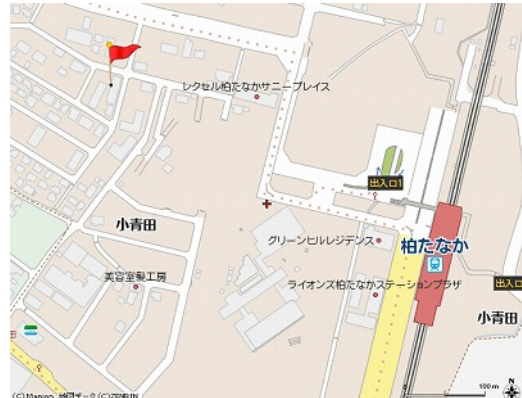 レクセル柏たなかサニープレイス
出入口1
小青田
グリーンヒルレジデンス
柏たなか
美容室髪工房
ライオンズ柏たなかステーションプラザ
出入口
小青田
100 m
N